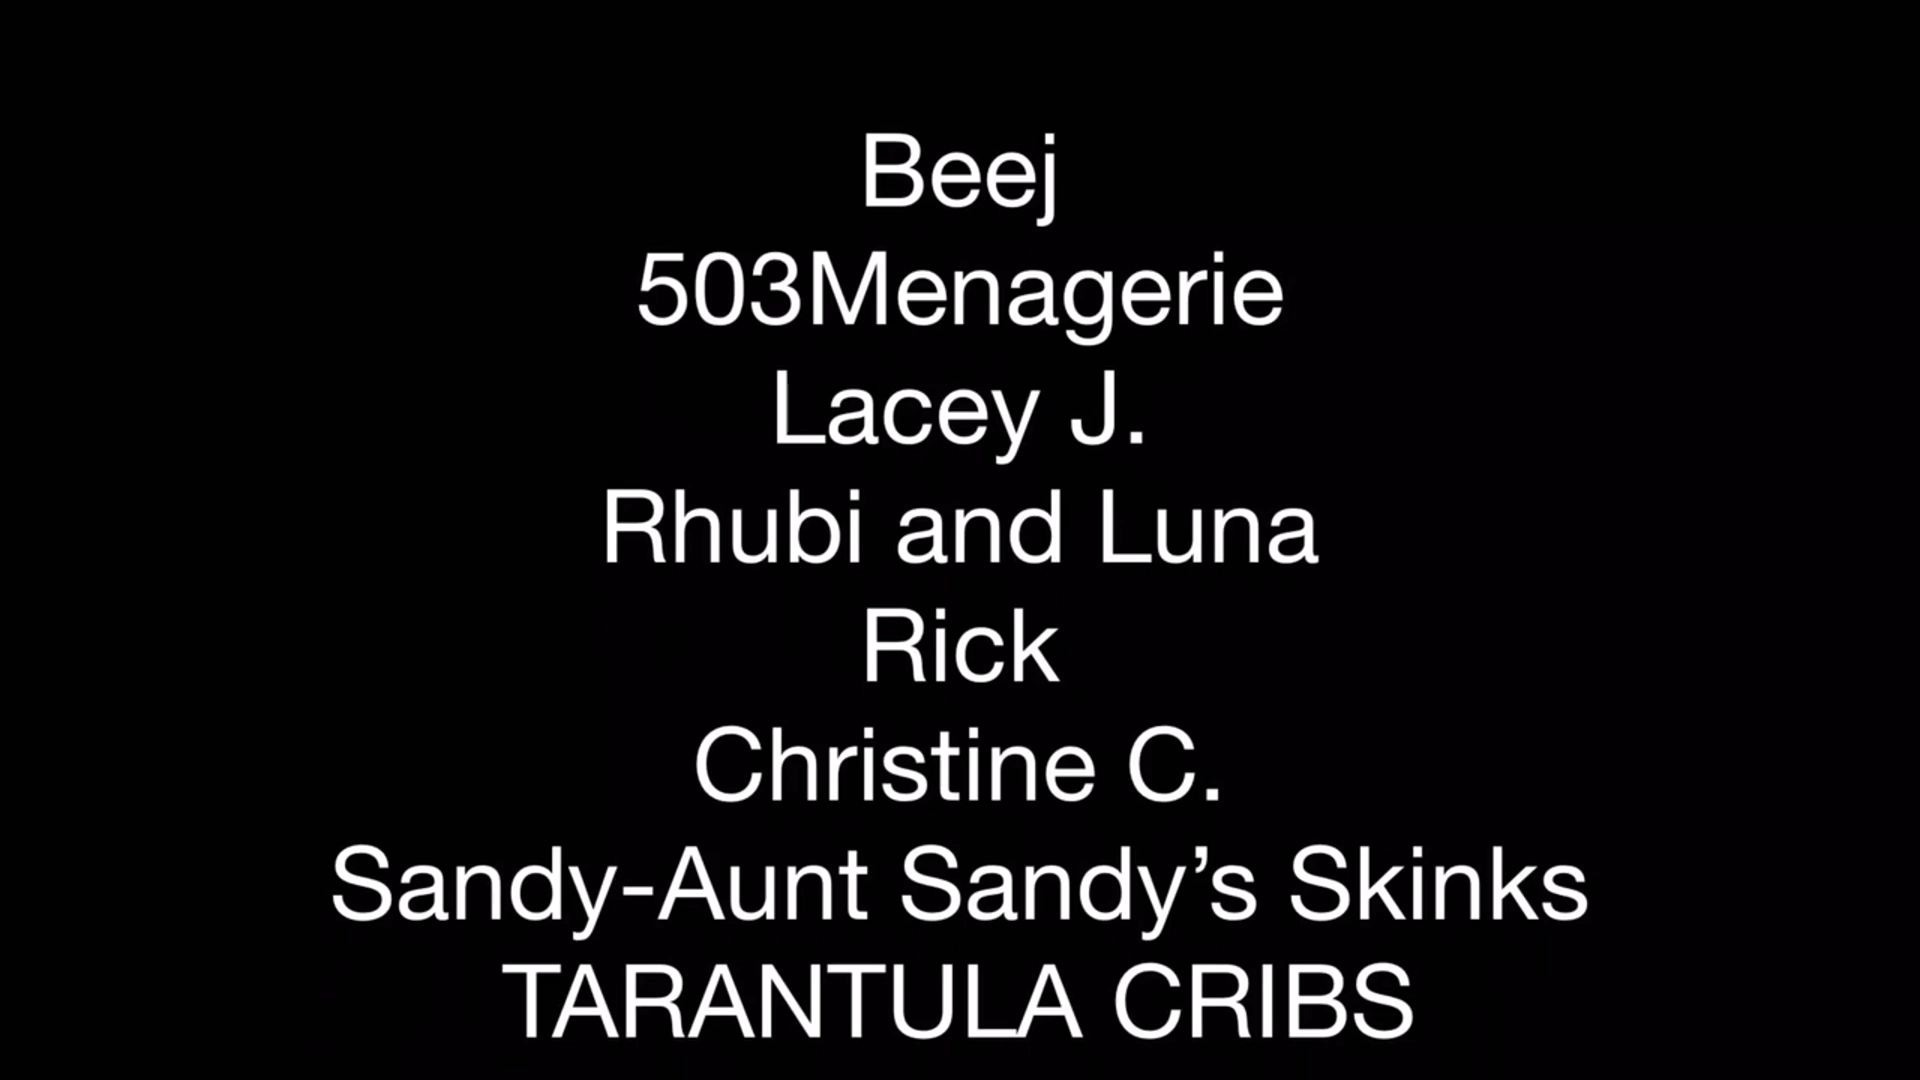 Beej
503Menagerie
Lacey J.
Rhubi and Luna
Rick
Christine C.
Sandy-Aunt Sandy’s Skinks
TARANTULA CRIBS